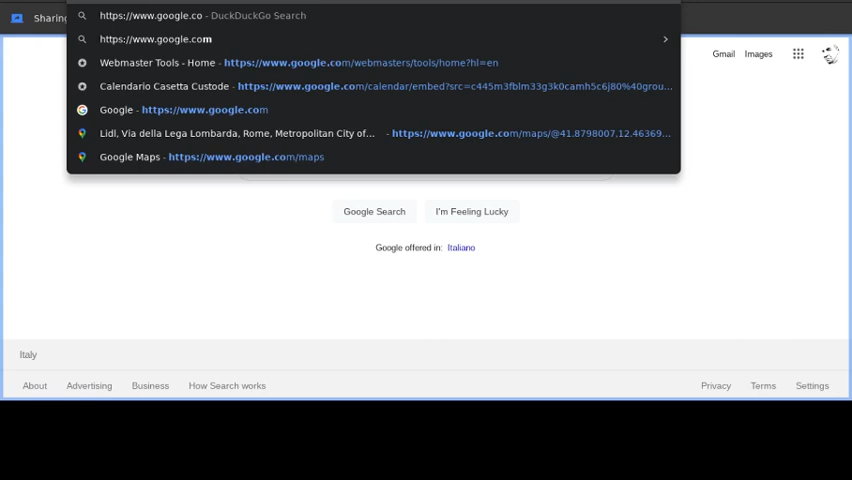 Sharing
https://www.google.co - DuckDuckGo Search
https://www.google.com
Webmaster Tools - Home - https://www.google.com/webmasters/tools/home?hl=en
Calendario Casetta Custode - https://www.google.com/calendar/embed?src=c445m3fblm33g3k0camh5c6j80%40grou...
Google - https://www.google.com
Lidl, Via della Lega Lombarda, Rome, Metropolitan City of... - https://www.google.com/maps/@41.8798007,12.46369...
Google Maps - https://www.google.com/maps
Gmail Images
Google Search I'm Feeling Lucky
Google offered in: Italiano
Italy
About Advertising Business How Search works Privacy Terms Settings